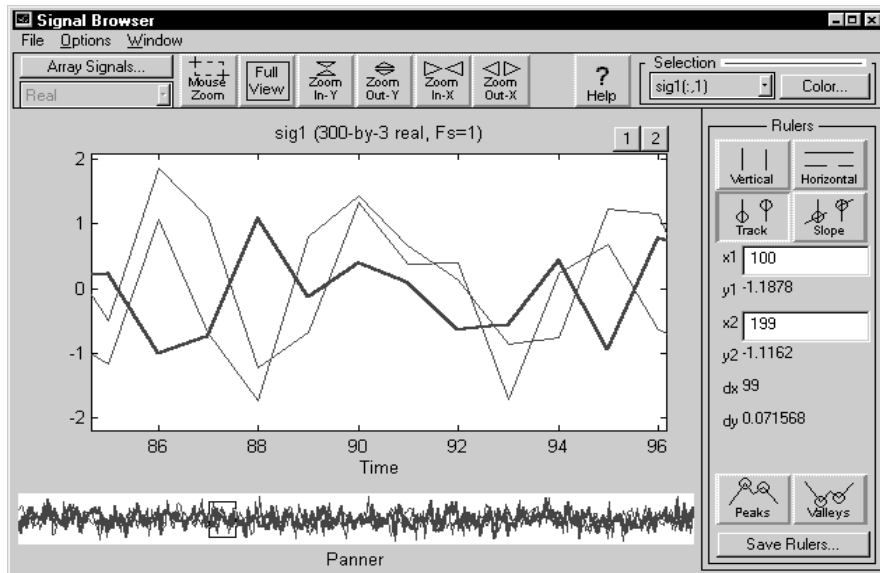 Signal Browser
File Options Window
Array Signals...
Real
Mouse Zoom
Full View
Zoom In-Y
Zoom Out-Y
Zoom In-X
Zoom Out-X
? Help
Selection
sig1(:,1)
Color...
sig1 (300-by-3 real, Fs=1)
1 2
2
1
0
-1
-2
86 88 90 92 94 96
Time
Panner
Rulers
Vertical
Horizontal
Track
Slope
x1 100
y1 -1.1878
x2 199
y2 -1.1162
dx 99
dy 0.071568
Peaks
Valleys
Save Rulers...